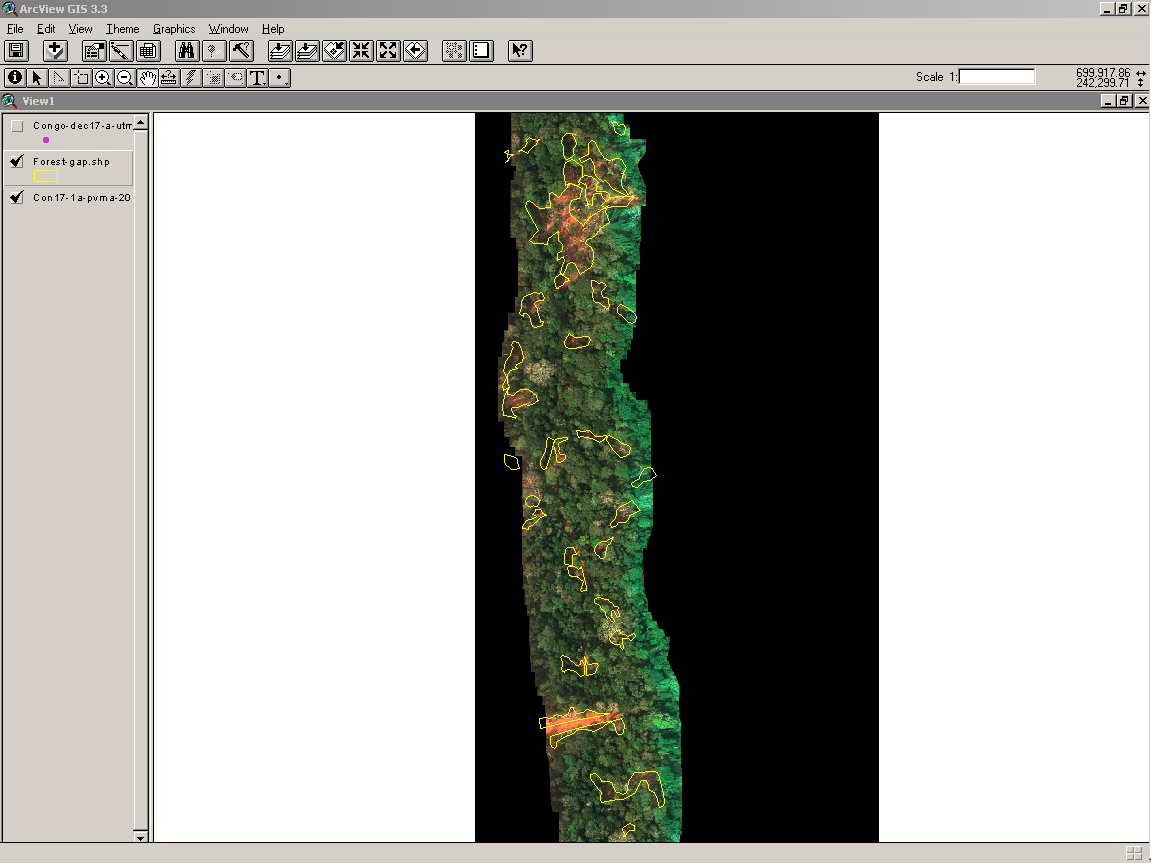 ArcView GIS 3.3
File Edit View Theme Graphics Window Help
Scale 1:
699,917.86
242,299.71
View1
Congo-dec17-a-utm
Forest-gap.shp
Con17-1a-pvma-20